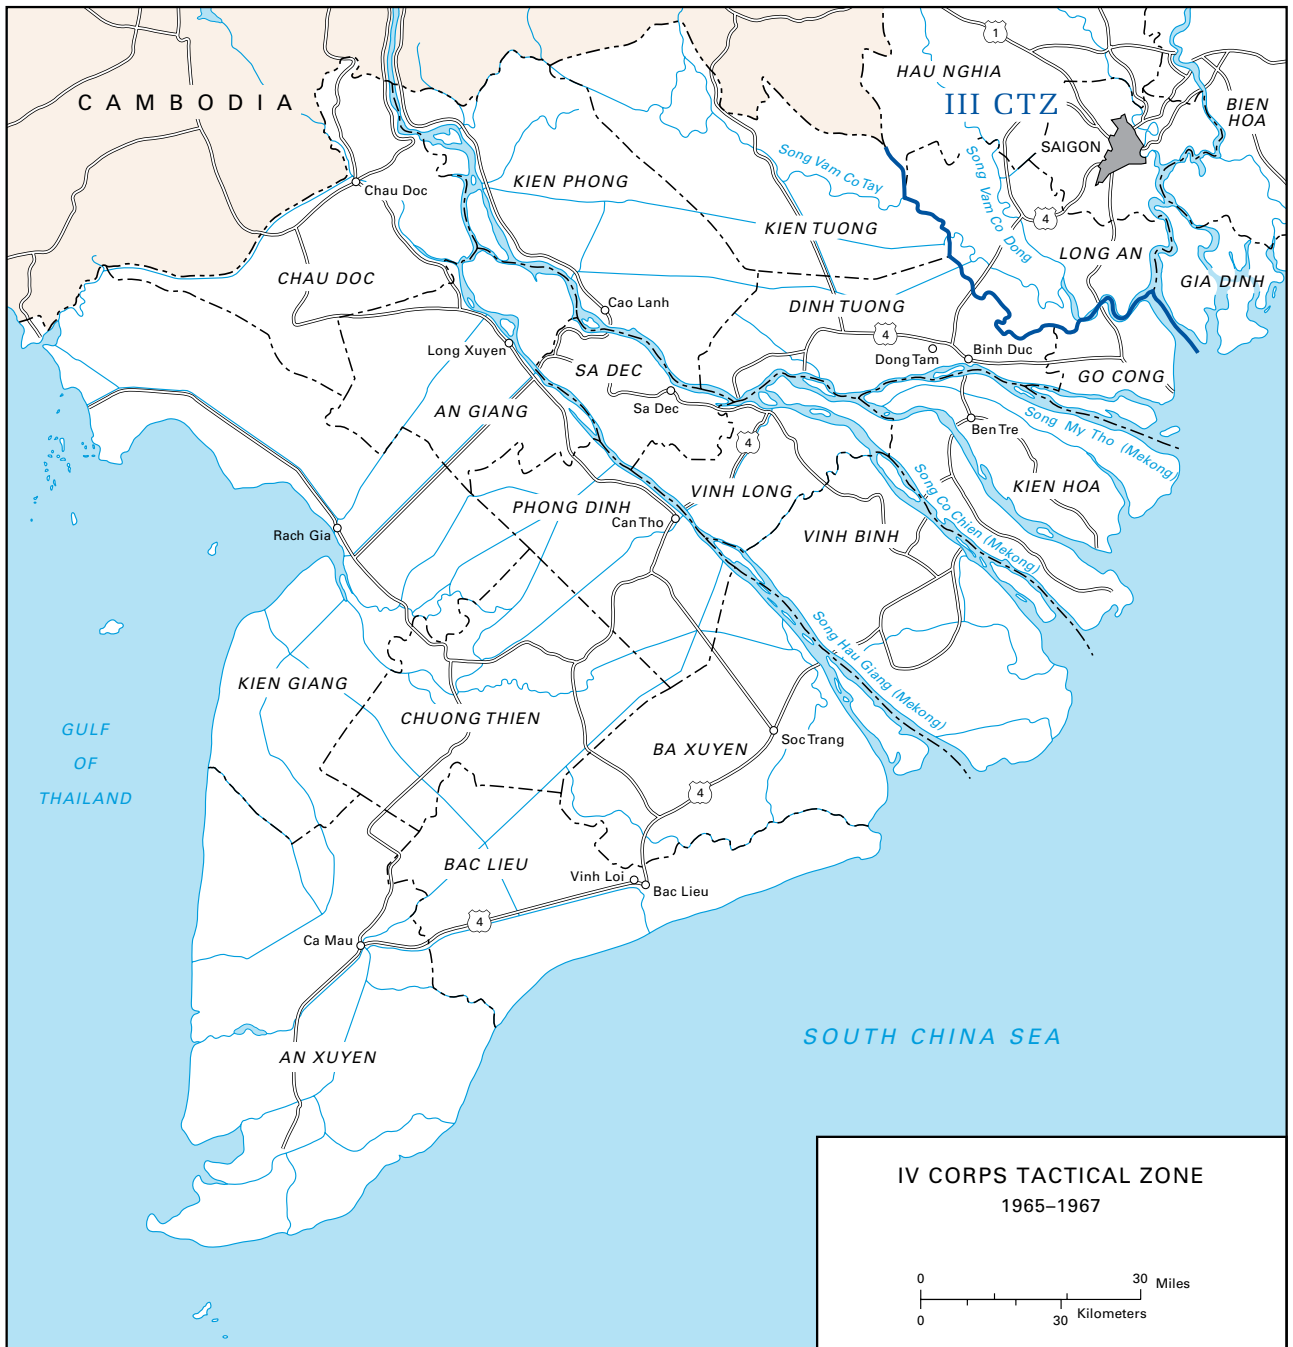 CAMBODIA
HAU NGHIA
III CTZ
1
BIEN
HOA
SAIGON
Song Vam Co Tay
Song Vam Co Dong
Chau Doc
KIEN PHONG
KIEN TUONG
4
LONG AN
GIA DINH
CHAU DOC
Cao Lanh
DINH TUONG
4
Long Xuyen
Dong Tam
Binh Duc
SA DEC
GO CONG
AN GIANG
Sa Dec
Song My Tho (Mekong)
Ben Tre
4
VINH LONG
KIEN HOA
PHONG DINH
Can Tho
Song Co Chien (Mekong)
VINH BINH
Rach Gia
Song Hau Giang (Mekong)
KIEN GIANG
CHUONG THIEN
GULF
OF
THAILAND
BA XUYEN
Soc Trang
4
BAC LIEU
Vinh Loi
Bac Lieu
4
Ca Mau
SOUTH CHINA SEA
AN XUYEN
IV CORPS TACTICAL ZONE
1965–1967
0 30 Miles
0 30 Kilometers